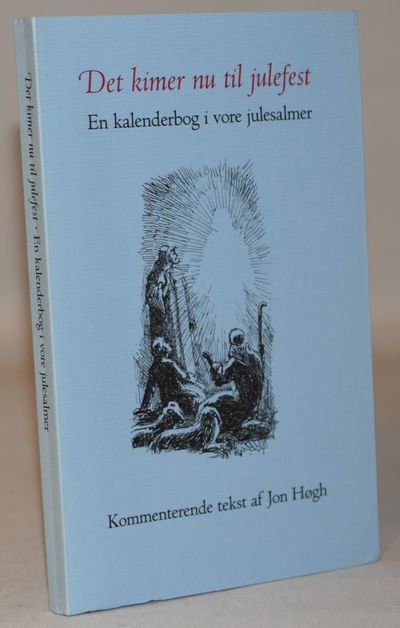 Det kimer nu til julefest
En kalenderbog i vore julesalmer
Kommenterende tekst af Jon Høgh
Det kimer nu til julefest · En kalenderbog i vore julesalmer